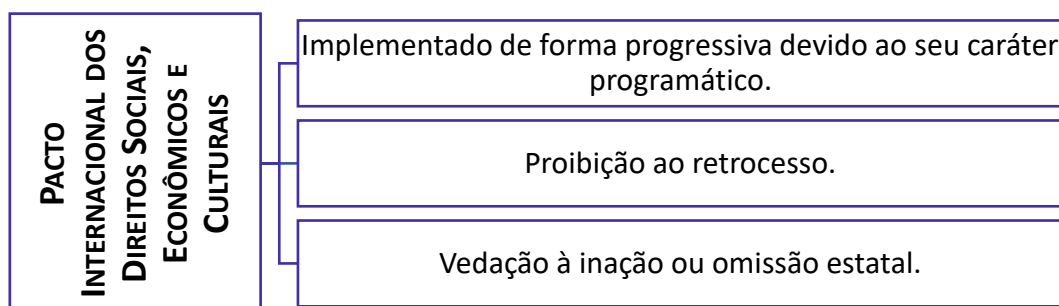 PACTO
INTERNACIONAL DOS
DIREITOS SOCIAIS,
ECONÔMICOS E
CULTURAIS
Implementado de forma progressiva devido ao seu caráter
programático.
Proibição ao retrocesso.
Vedação à inação ou omissão estatal.